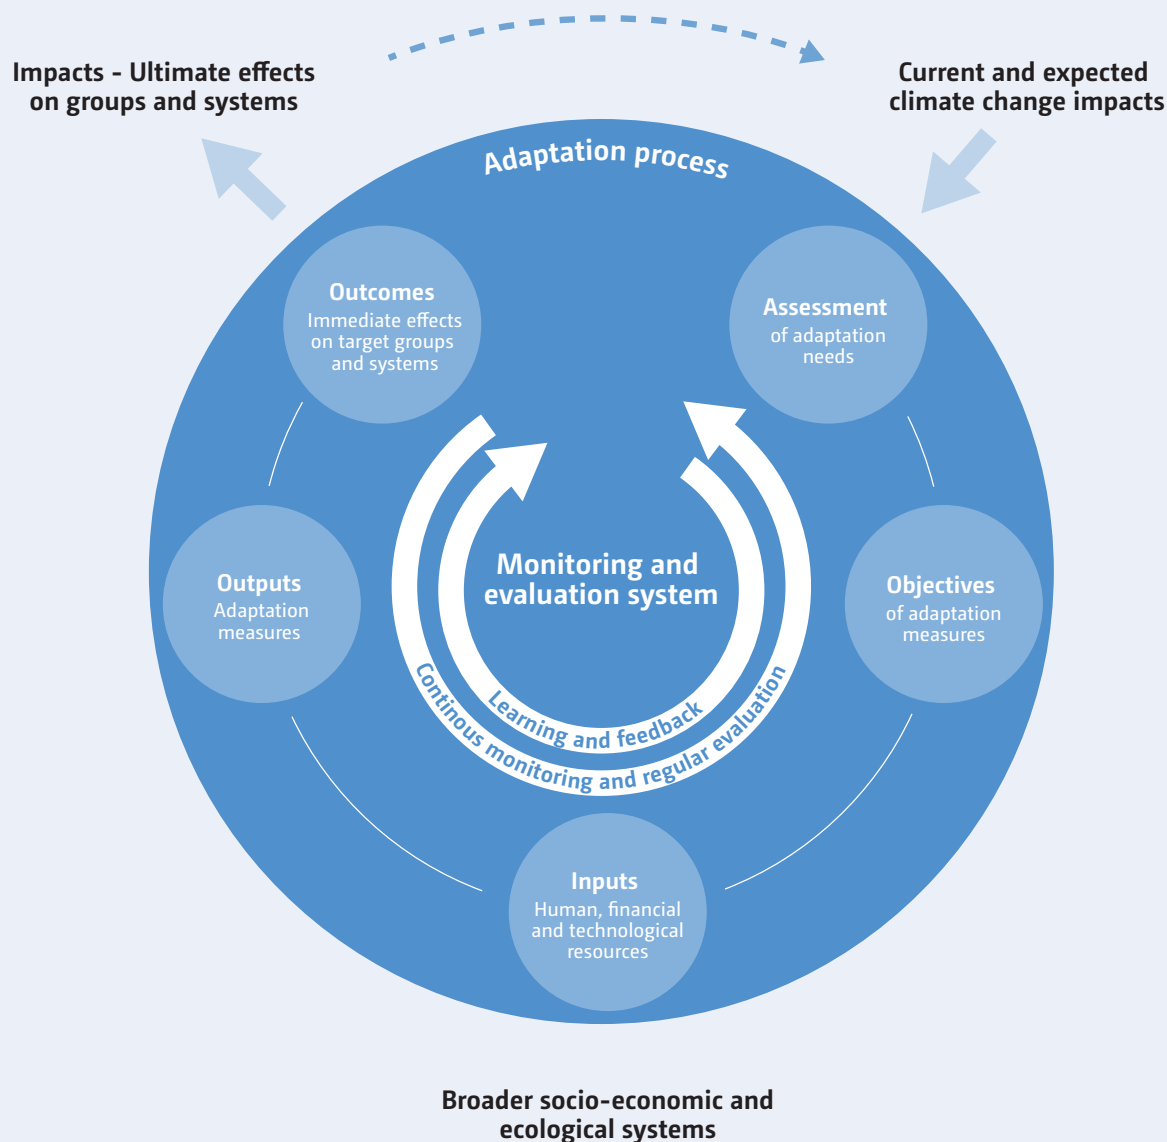 Impacts - Ultimate effects
on groups and systems
Current and expected
climate change impacts
Adaptation process
Outcomes
Immediate effects
on target groups
and systems
Assessment
of adaptation
needs
Outputs
Adaptation
measures
Monitoring and
evaluation system
Objectives
of adaptation
measures
Learning and feedback
Continous monitoring and regular evaluation
Inputs
Human, financial
and technological
resources
Broader socio-economic and
ecological systems